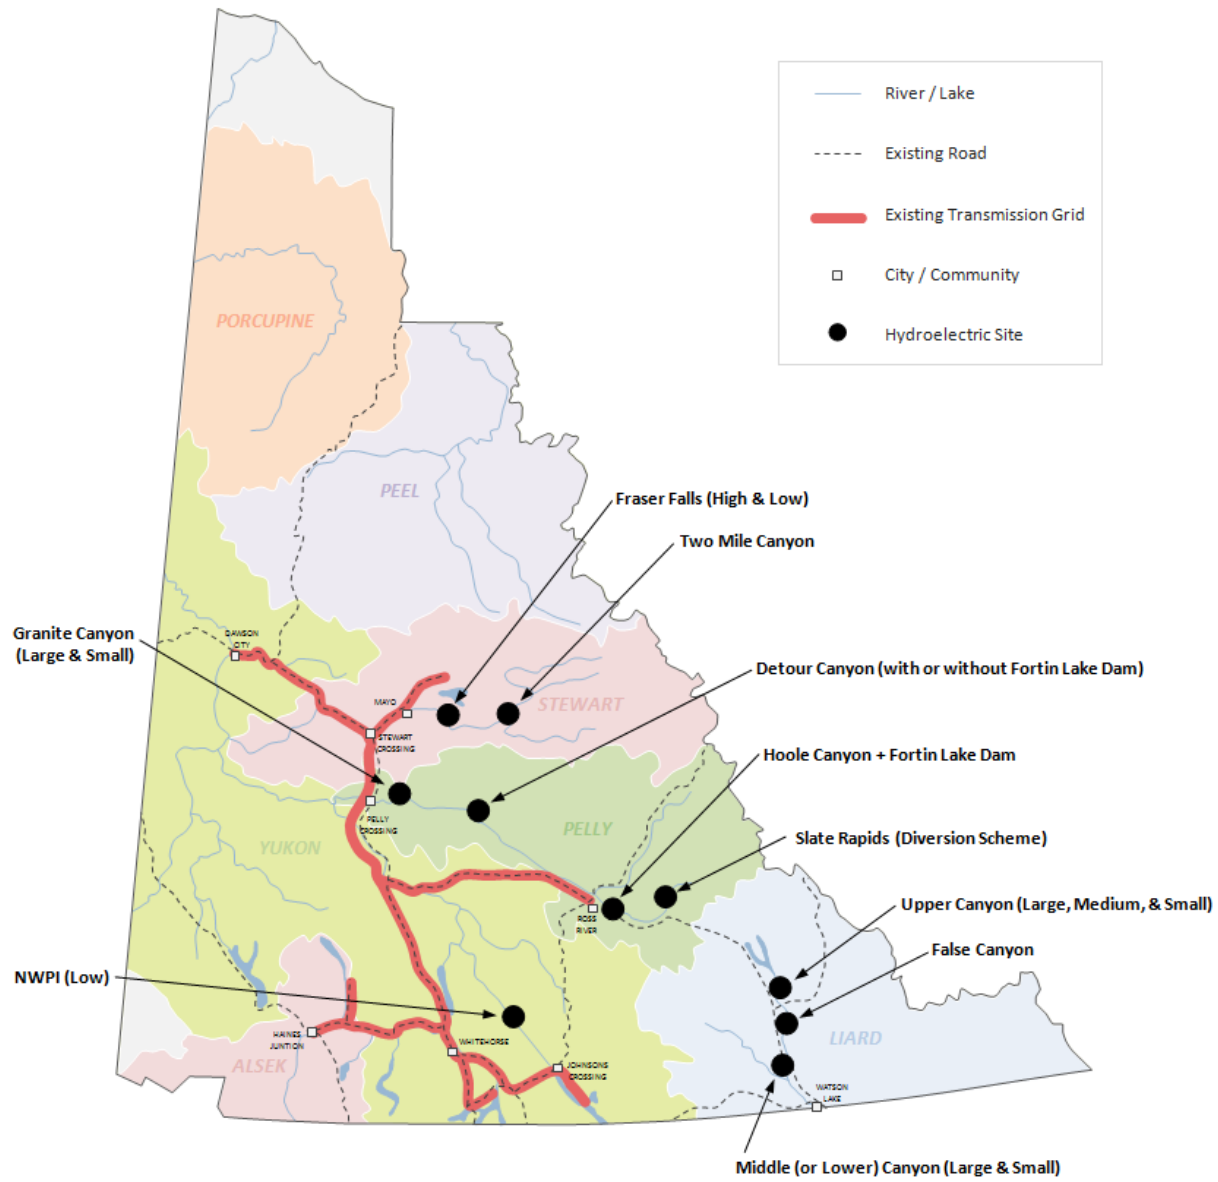 River / Lake
Existing Road
Existing Transmission Grid
City / Community
Hydroelectric Site
PORCUPINE
PEEL
Fraser Falls (High & Low)
Two Mile Canyon
Granite Canyon
(Large & Small)
DAWSON
CITY
Detour Canyon (with or without Fortin Lake Dam)
MAYO
STEWART
STEWART
CROSSING
Hoole Canyon + Fortin Lake Dam
PELLY
CROSSING
PELLY
YUKON
Slate Rapids (Diversion Scheme)
Upper Canyon (Large, Medium, & Small)
ROSS
RIVER
False Canyon
NWPI (Low)
HAINES
JUNTION
WHITEHORSE
LIARD
ALSEK
JOHNSONS
CROSSING
WATSON
LAKE
Middle (or Lower) Canyon (Large & Small)